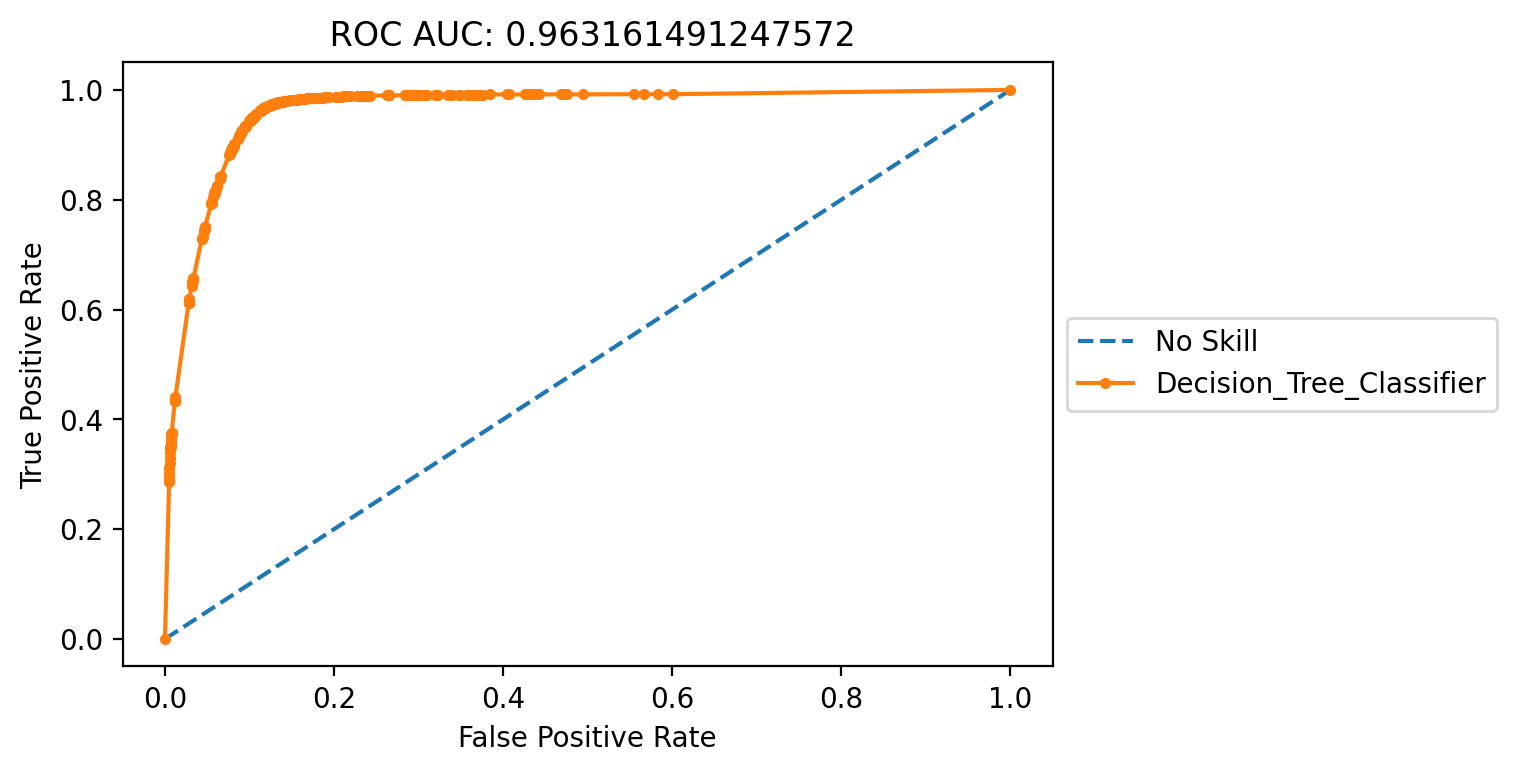 ROC AUC: 0.963161491247572
1.0
0.8
0.6
0.4
0.2
0.0
True Positive Rate
0.0 0.2 0.4 0.6 0.8 1.0
False Positive Rate
No Skill
Decision_Tree_Classifier